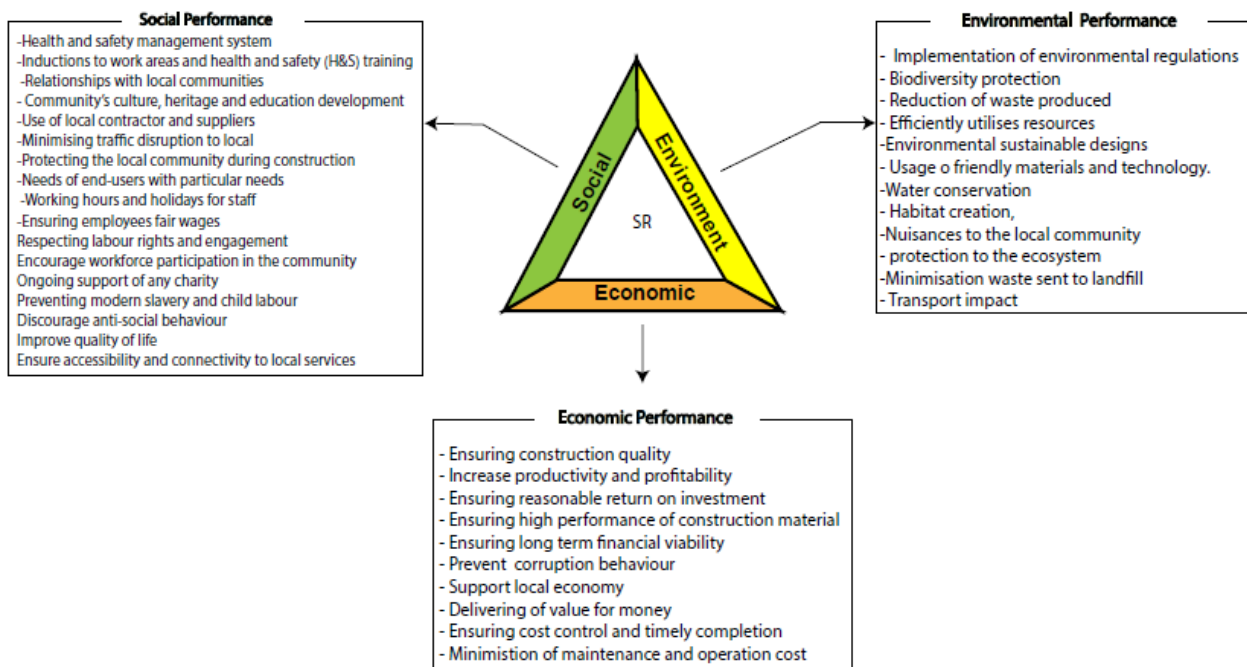 Social Performance
-Health and safety management system
-Inductions to work areas and health and safety (H&S) training
-Relationships with local communities
- Community's culture, heritage and education development
-Use of local contractor and suppliers
-Minimising traffic disruption to local
-Protecting the local community during construction
-Needs of end-users with particular needs
-Working hours and holidays for staff
-Ensuring employees fair wages
Respecting labour rights and engagement
Encourage workforce participation in the community
Ongoing support of any charity
Preventing modern slavery and child labour
Discourage anti-social behaviour
Improve quality of life
Ensure accessibility and connectivity to local services
Social
Environment
SR
Economic
Environmental Performance
- Implementation of environmental regulations
- Biodiversity protection
- Reduction of waste produced
- Efficiently utilises resources
-Environmental sustainable designs
- Usage o friendly materials and technology.
-Water conservation
- Habitat creation,
-Nuisances to the local community
- protection to the ecosystem
-Minimisation waste sent to landfill
- Transport impact
Economic Performance
- Ensuring construction quality
- Increase productivity and profitability
- Ensuring reasonable return on investment
- Ensuring high performance of construction material
- Ensuring long term financial viability
- Prevent corruption behaviour
- Support local economy
- Delivering of value for money
- Ensuring cost control and timely completion
- Minimistion of maintenance and operation cost